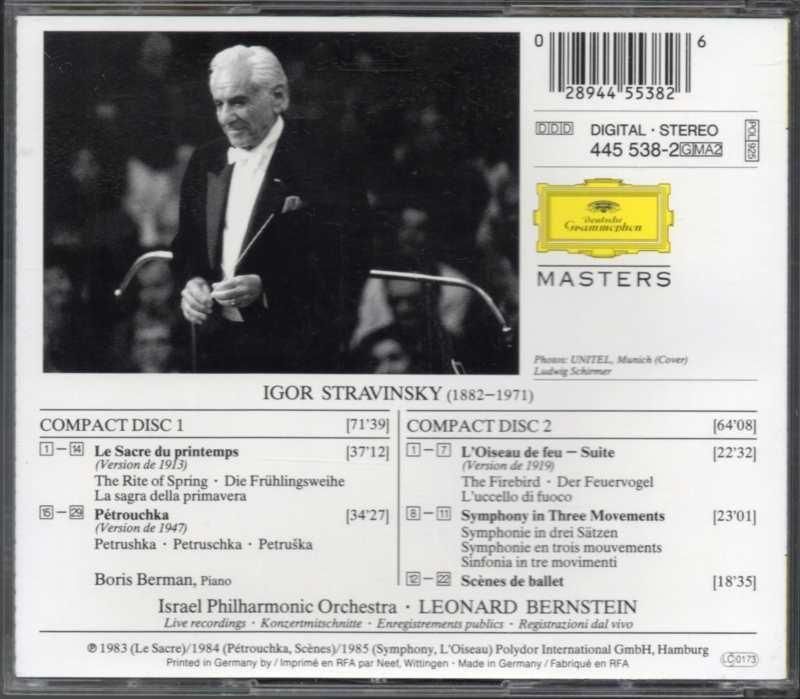 0 28944 55382 6
DDD DIGITAL · STEREO
445 538-2 GMA2
POL 925
Deutsche
Grammophon
MASTERS
Photos: UNITEL, Munich (Cover)
Ludwig Schirmer
IGOR STRAVINSKY (1882–1971)
COMPACT DISC 1 [71'39]
1–14 Le Sacre du printemps [37'12]
(Version de 1913)
The Rite of Spring · Die Frühlingsweihe
La sagra della primavera
15–29 Pétrouchka [34'27]
(Version de 1947)
Petrushka · Petruschka · Petruška
Boris Berman, Piano
COMPACT DISC 2 [64'08]
1–7 L'Oiseau de feu – Suite [22'32]
(Version de 1919)
The Firebird · Der Feuervogel
L'uccello di fuoco
8–11 Symphony in Three Movements [23'01]
Symphonie in drei Sätzen
Symphonie en trois mouvements
Sinfonia in tre movimenti
12–22 Scènes de ballet [18'35]
Israel Philharmonic Orchestra · LEONARD BERNSTEIN
Live recordings · Konzertmitschnitte · Enregistrements publics · Registrazioni dal vivo
℗ 1983 (Le Sacre)/1984 (Pétrouchka, Scènes)/1985 (Symphony, L'Oiseau) Polydor International GmbH, Hamburg
Printed in Germany by / Imprimé en RFA par Neef, Wittingen · Made in Germany / Fabriqué en RFA
LC 0173